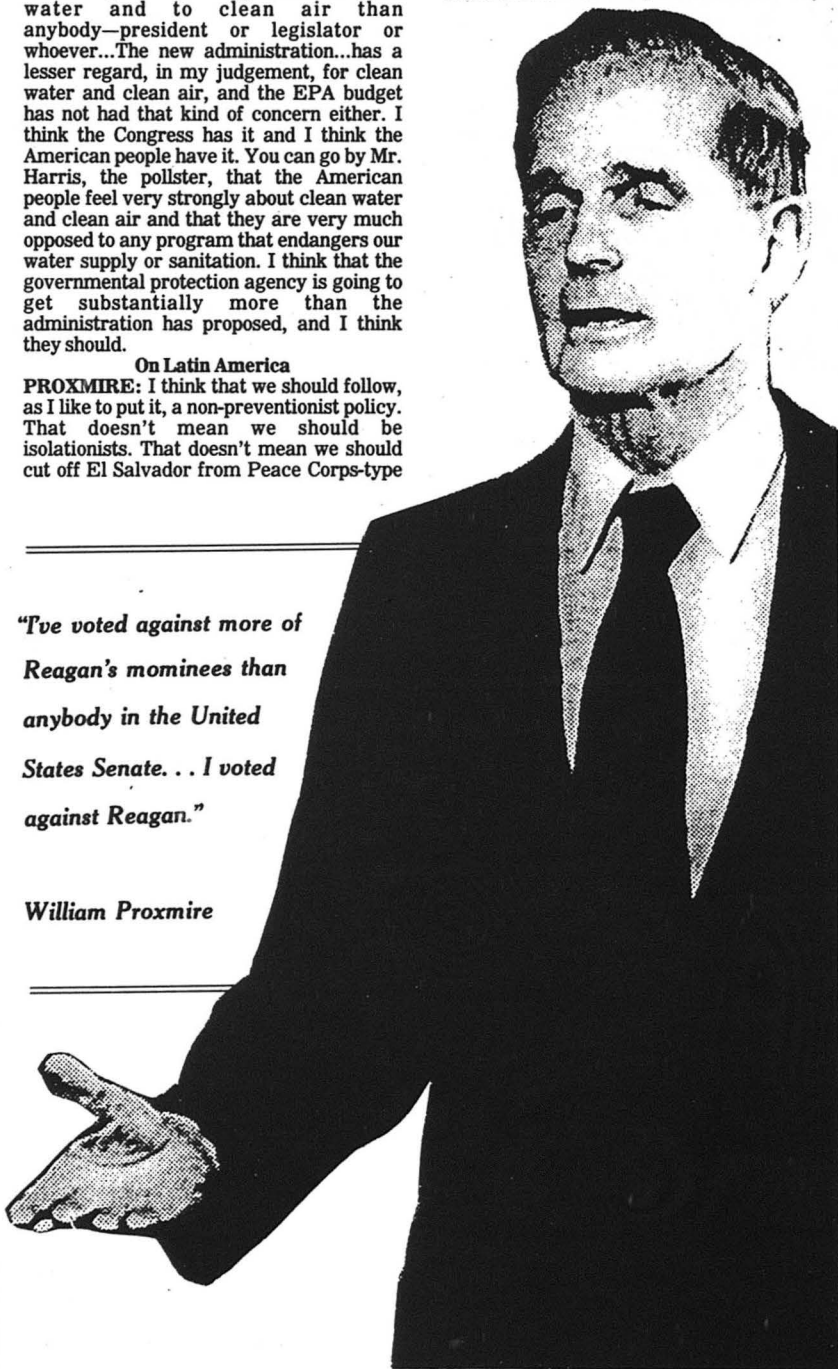 water and to clean air than
anybody—president or legislator or
whoever...The new administration...has a
lesser regard, in my judgement, for clean
water and clean air, and the EPA budget
has not had that kind of concern either. I
think the Congress has it and I think the
American people have it. You can go by Mr.
Harris, the pollster, that the American
people feel very strongly about clean water
and clean air and that they are very much
opposed to any program that endangers our
water supply or sanitation. I think that the
governmental protection agency is going to
get substantially more than the
administration has proposed, and I think
they should.
On Latin America
PROXMIRE: I think that we should follow,
as I like to put it, a non-preventionist policy.
That doesn't mean we should be
isolationists. That doesn't mean we should
cut off El Salvador from Peace Corps-type
"I've voted against more of
Reagan's mominees than
anybody in the United
States Senate. . . I voted
against Reagan."
William Proxmire